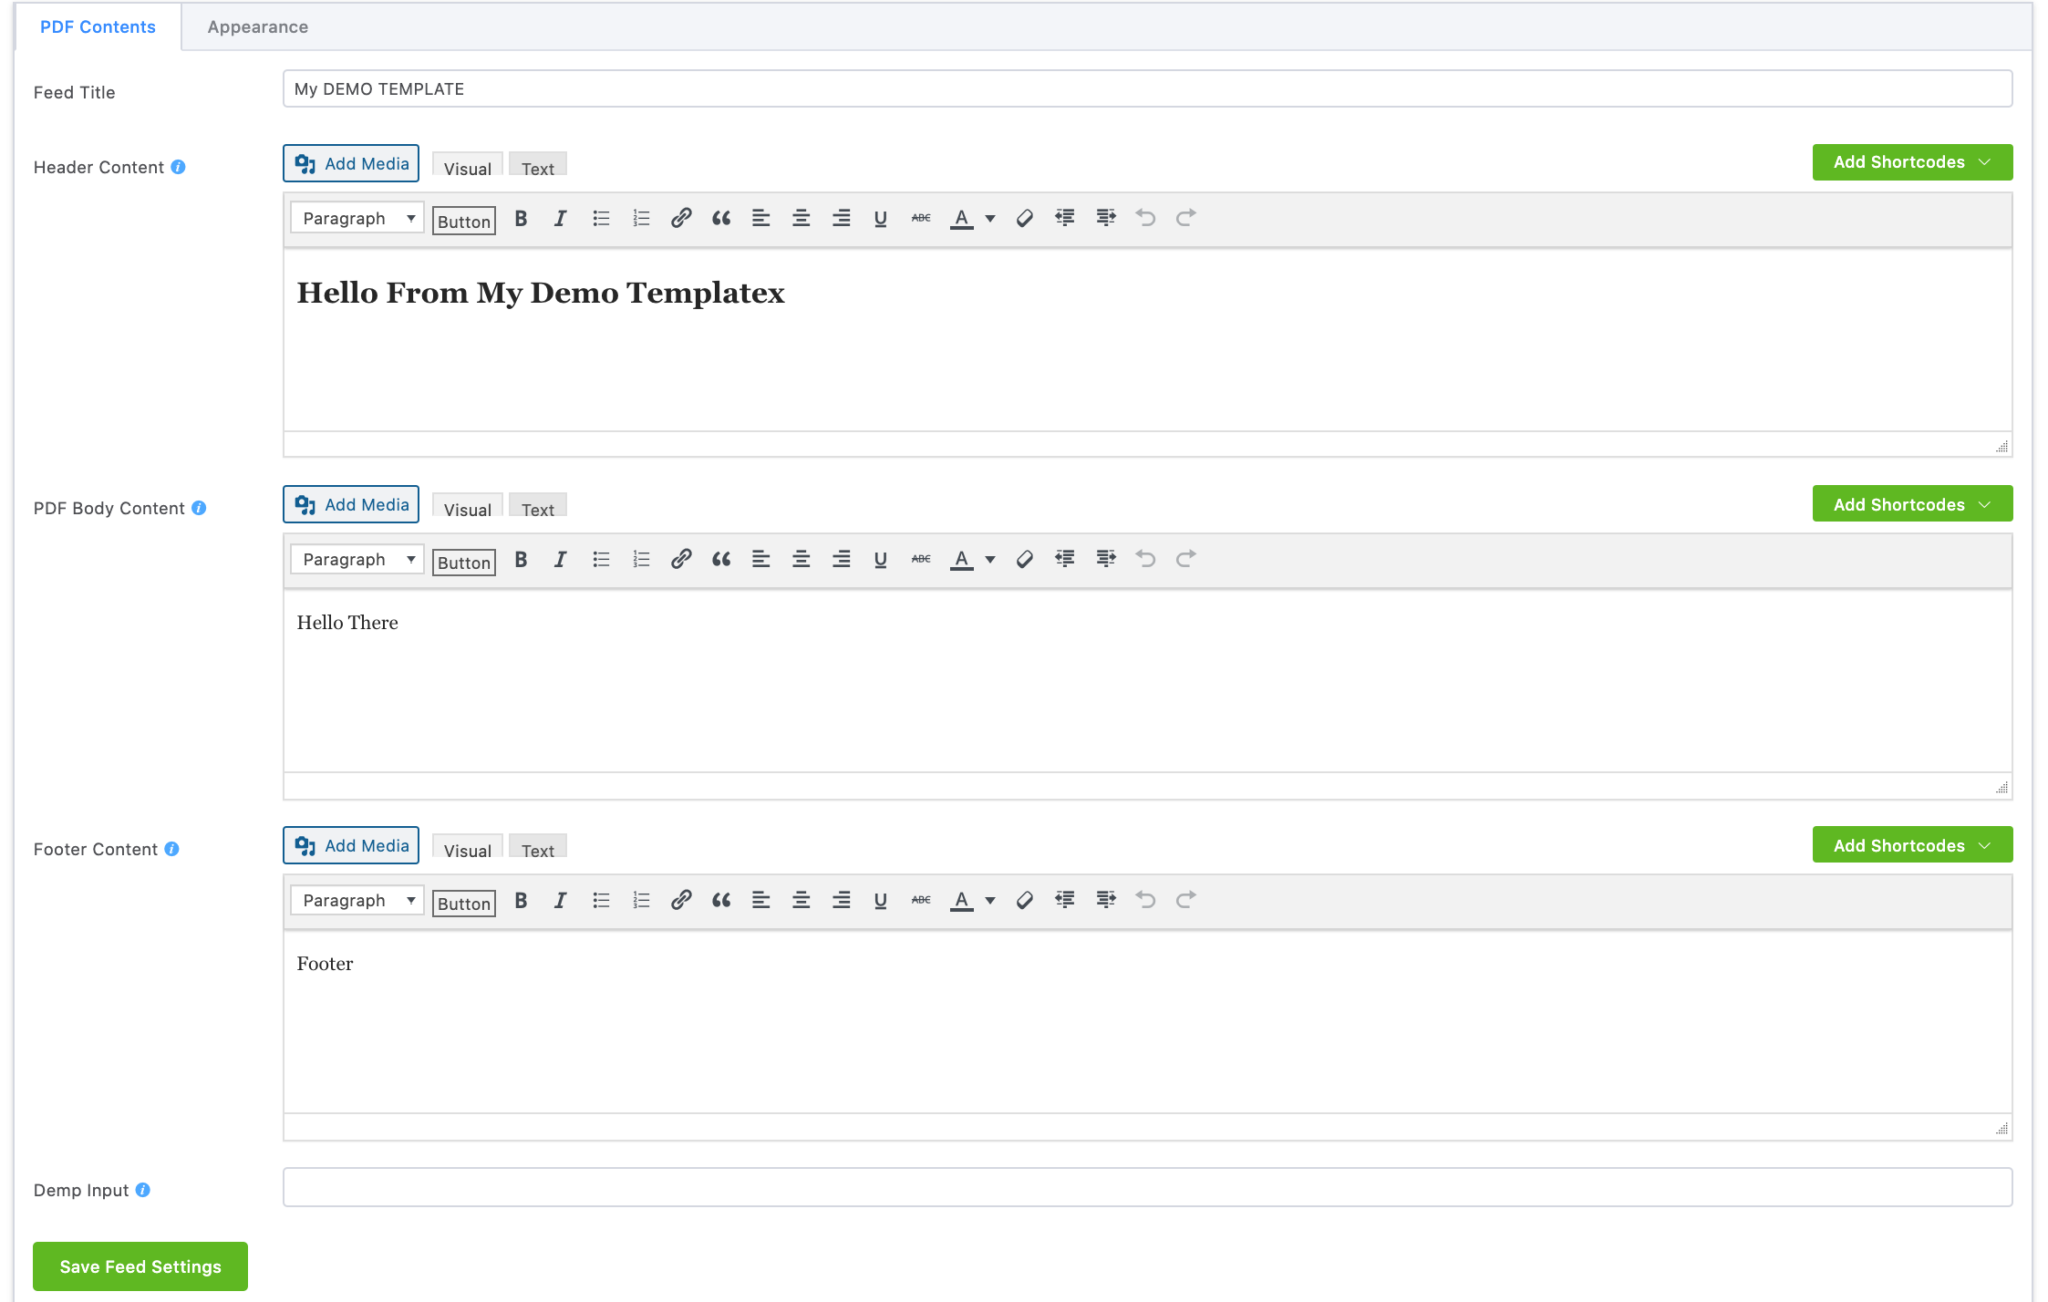 PDF Contents Appearance
Feed Title My DEMO TEMPLATE
Header Content Add Media Visual Text Add Shortcodes
Paragraph Button B I U ABC A
Hello From My Demo Templatex
PDF Body Content Add Media Visual Text Add Shortcodes
Paragraph Button B I U ABC A
Hello There
Footer Content Add Media Visual Text Add Shortcodes
Paragraph Button B I U ABC A
Footer
Demp Input
Save Feed Settings